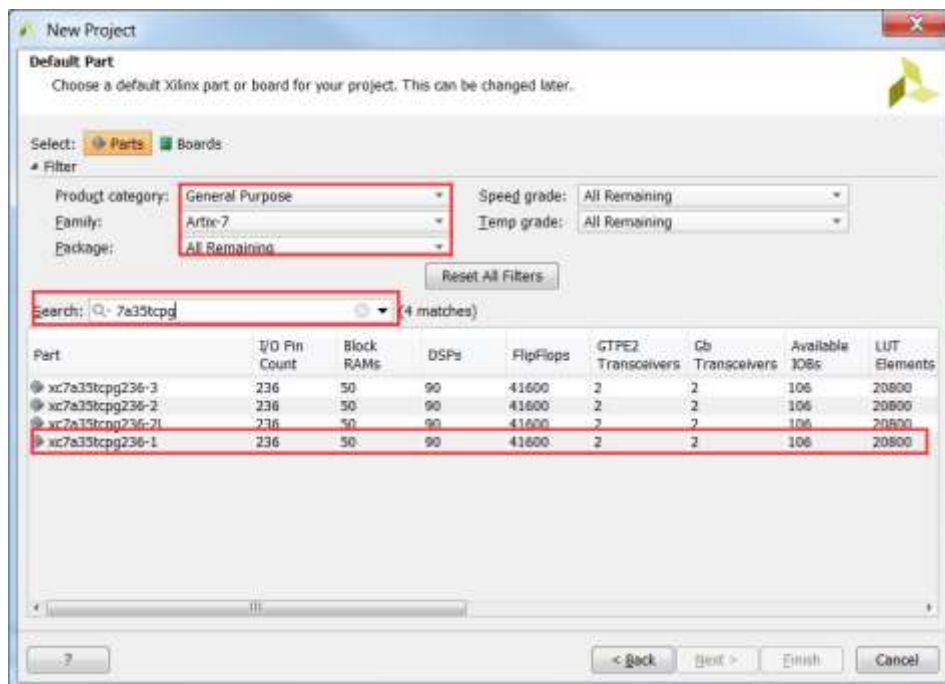 New Project
Default Part
Choose a default Xilinx part or board for your project. This can be changed later.
Select: Parts Boards
Filter
Product category: General Purpose Speed grade: All Remaining
Family: Artix-7 Temp grade: All Remaining
Package: All Remaining
Reset All Filters
Search: 7a35tcpg (4 matches)
Part I/O Pin Count Block RAMs DSPs FlipFlops GTPE2 Transceivers Gb Transceivers Available IOBs LUT Elements
xc7a35tcpg236-3 236 50 90 41600 2 2 106 20800
xc7a35tcpg236-2 236 50 90 41600 2 2 106 20800
xc7a35tcpg236-2L 236 50 90 41600 2 2 106 20800
xc7a35tcpg236-1 236 50 90 41600 2 2 106 20800
? < Back Next > Finish Cancel